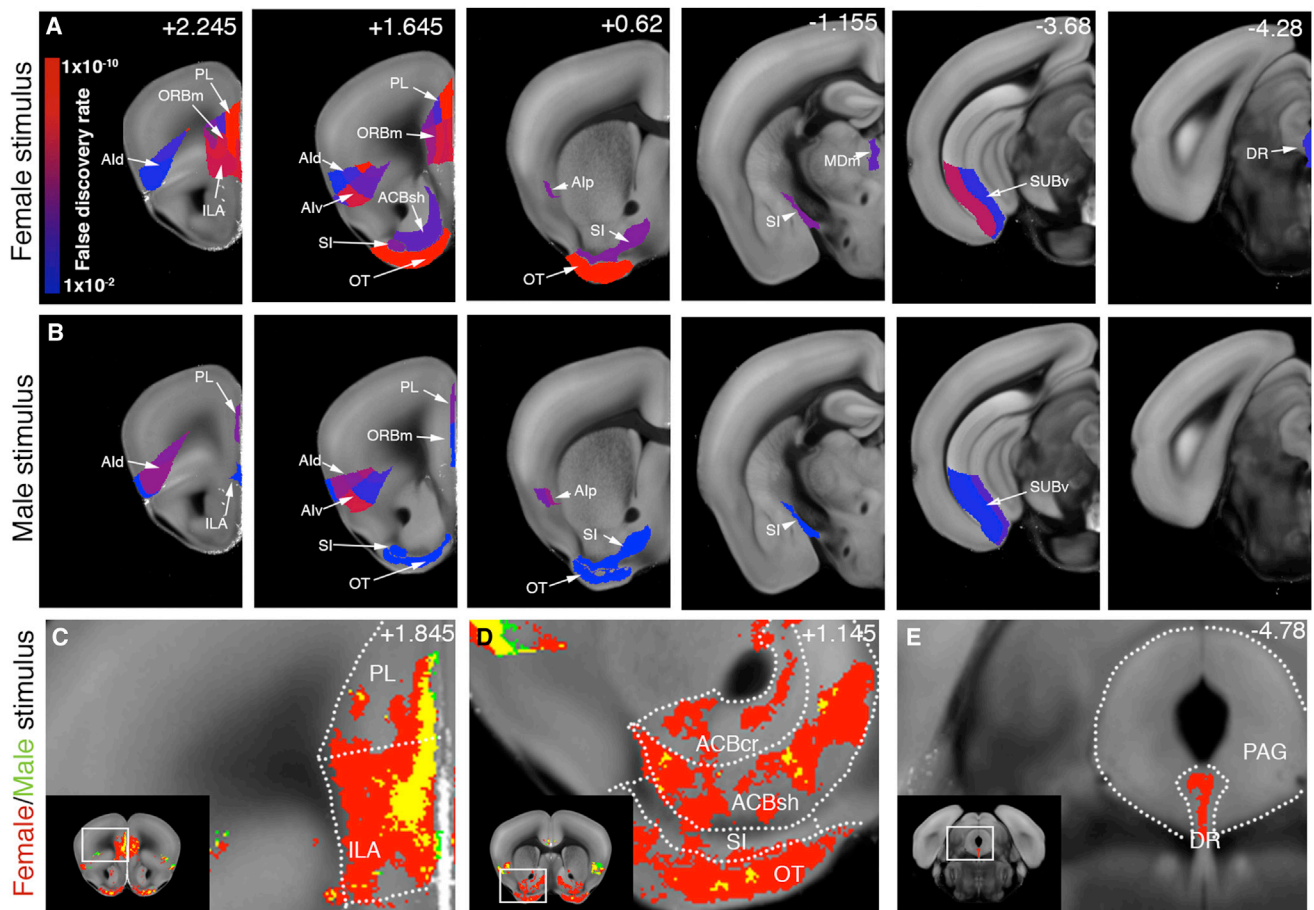 A
+2.245
+1.645
+0.62
-1.155
-3.68
-4.28
Female stimulus
1x10-10
False discovery rate
1x10-2
PL
ORBm
AId
ILA
PL
ORBm
AId
ACBsh
AIv
SI
OT
AIp
SI
OT
MDm
SI
SUBv
DR
B
Male stimulus
PL
AId
ILA
PL
ORBm
AId
AIv
SI
OT
AIp
SI
OT
SI
SUBv
Female/Male stimulus
C
+1.845
PL
ILA
D
+1.145
ACBcr
ACBsh
SI
OT
E
-4.78
PAG
DR